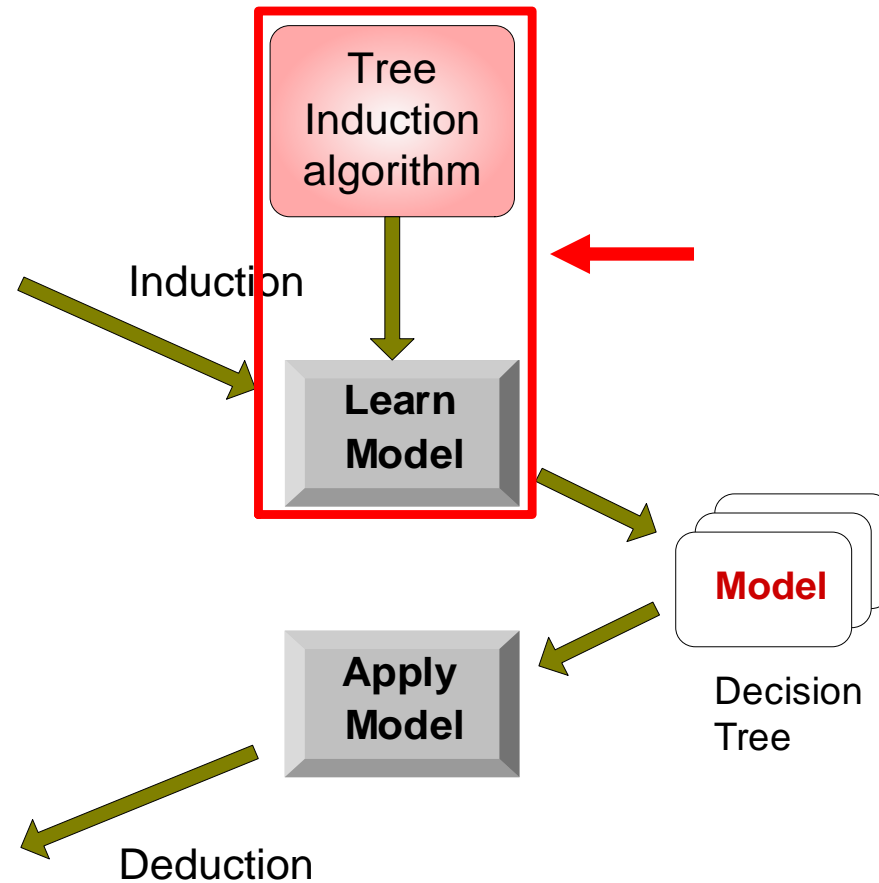 Tree
Induction
algorithm
Induction
Learn
Model
Model
Decision
Tree
Apply
Model
Deduction